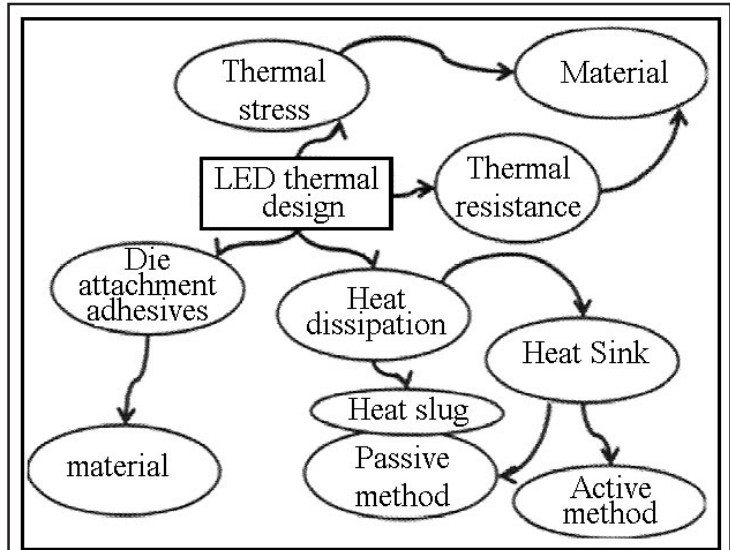 Thermal
stress
Material
LED thermal
design
Thermal
resistance
Die
attachment
adhesives
Heat
dissipation
Heat Sink
Heat slug
material
Passive
method
Active
method